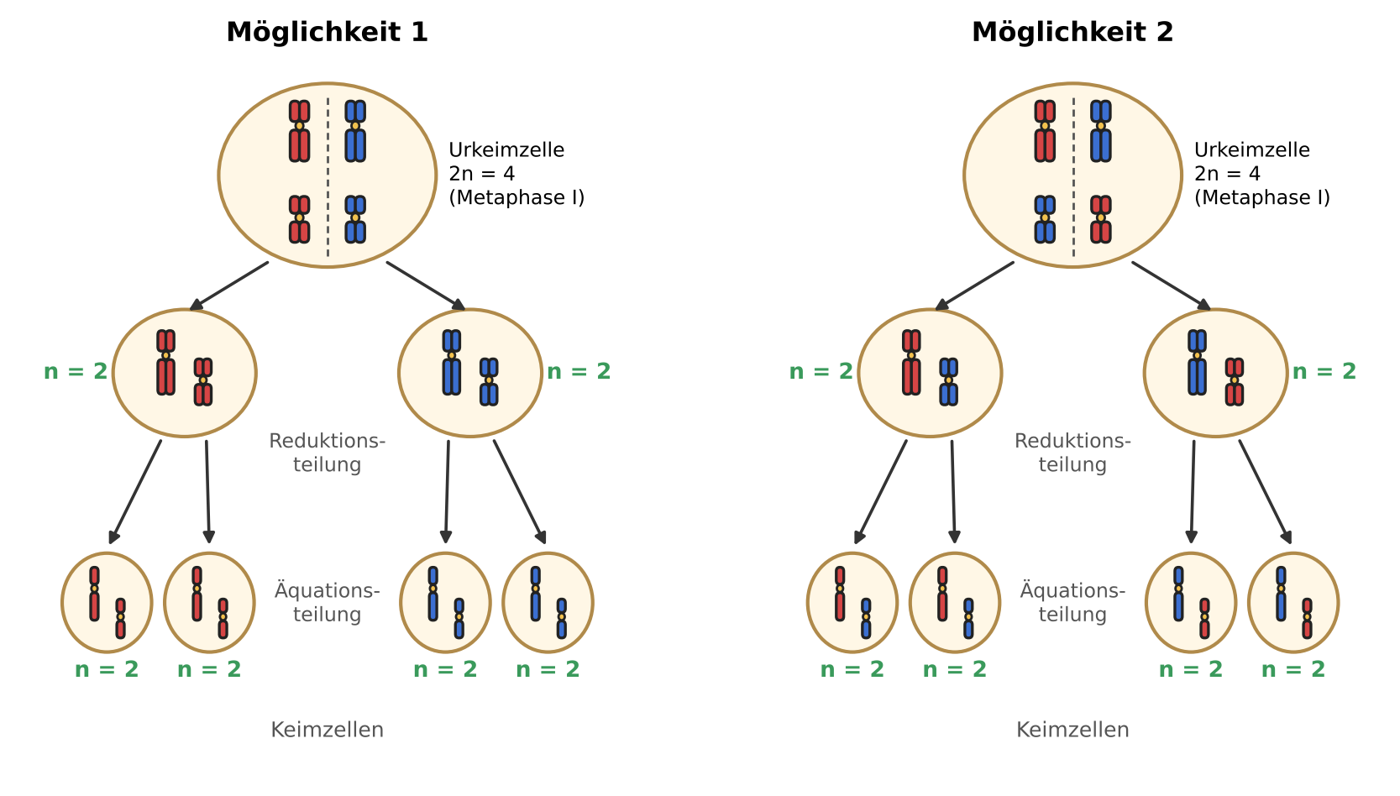 Möglichkeit 1
Urkeimzelle
2n = 4
(Metaphase I)
n = 2
n = 2
Reduktions-
teilung
Äquations-
teilung
n = 2
n = 2
n = 2
n = 2
Keimzellen
Möglichkeit 2
Urkeimzelle
2n = 4
(Metaphase I)
n = 2
n = 2
Reduktions-
teilung
Äquations-
teilung
n = 2
n = 2
n = 2
n = 2
Keimzellen